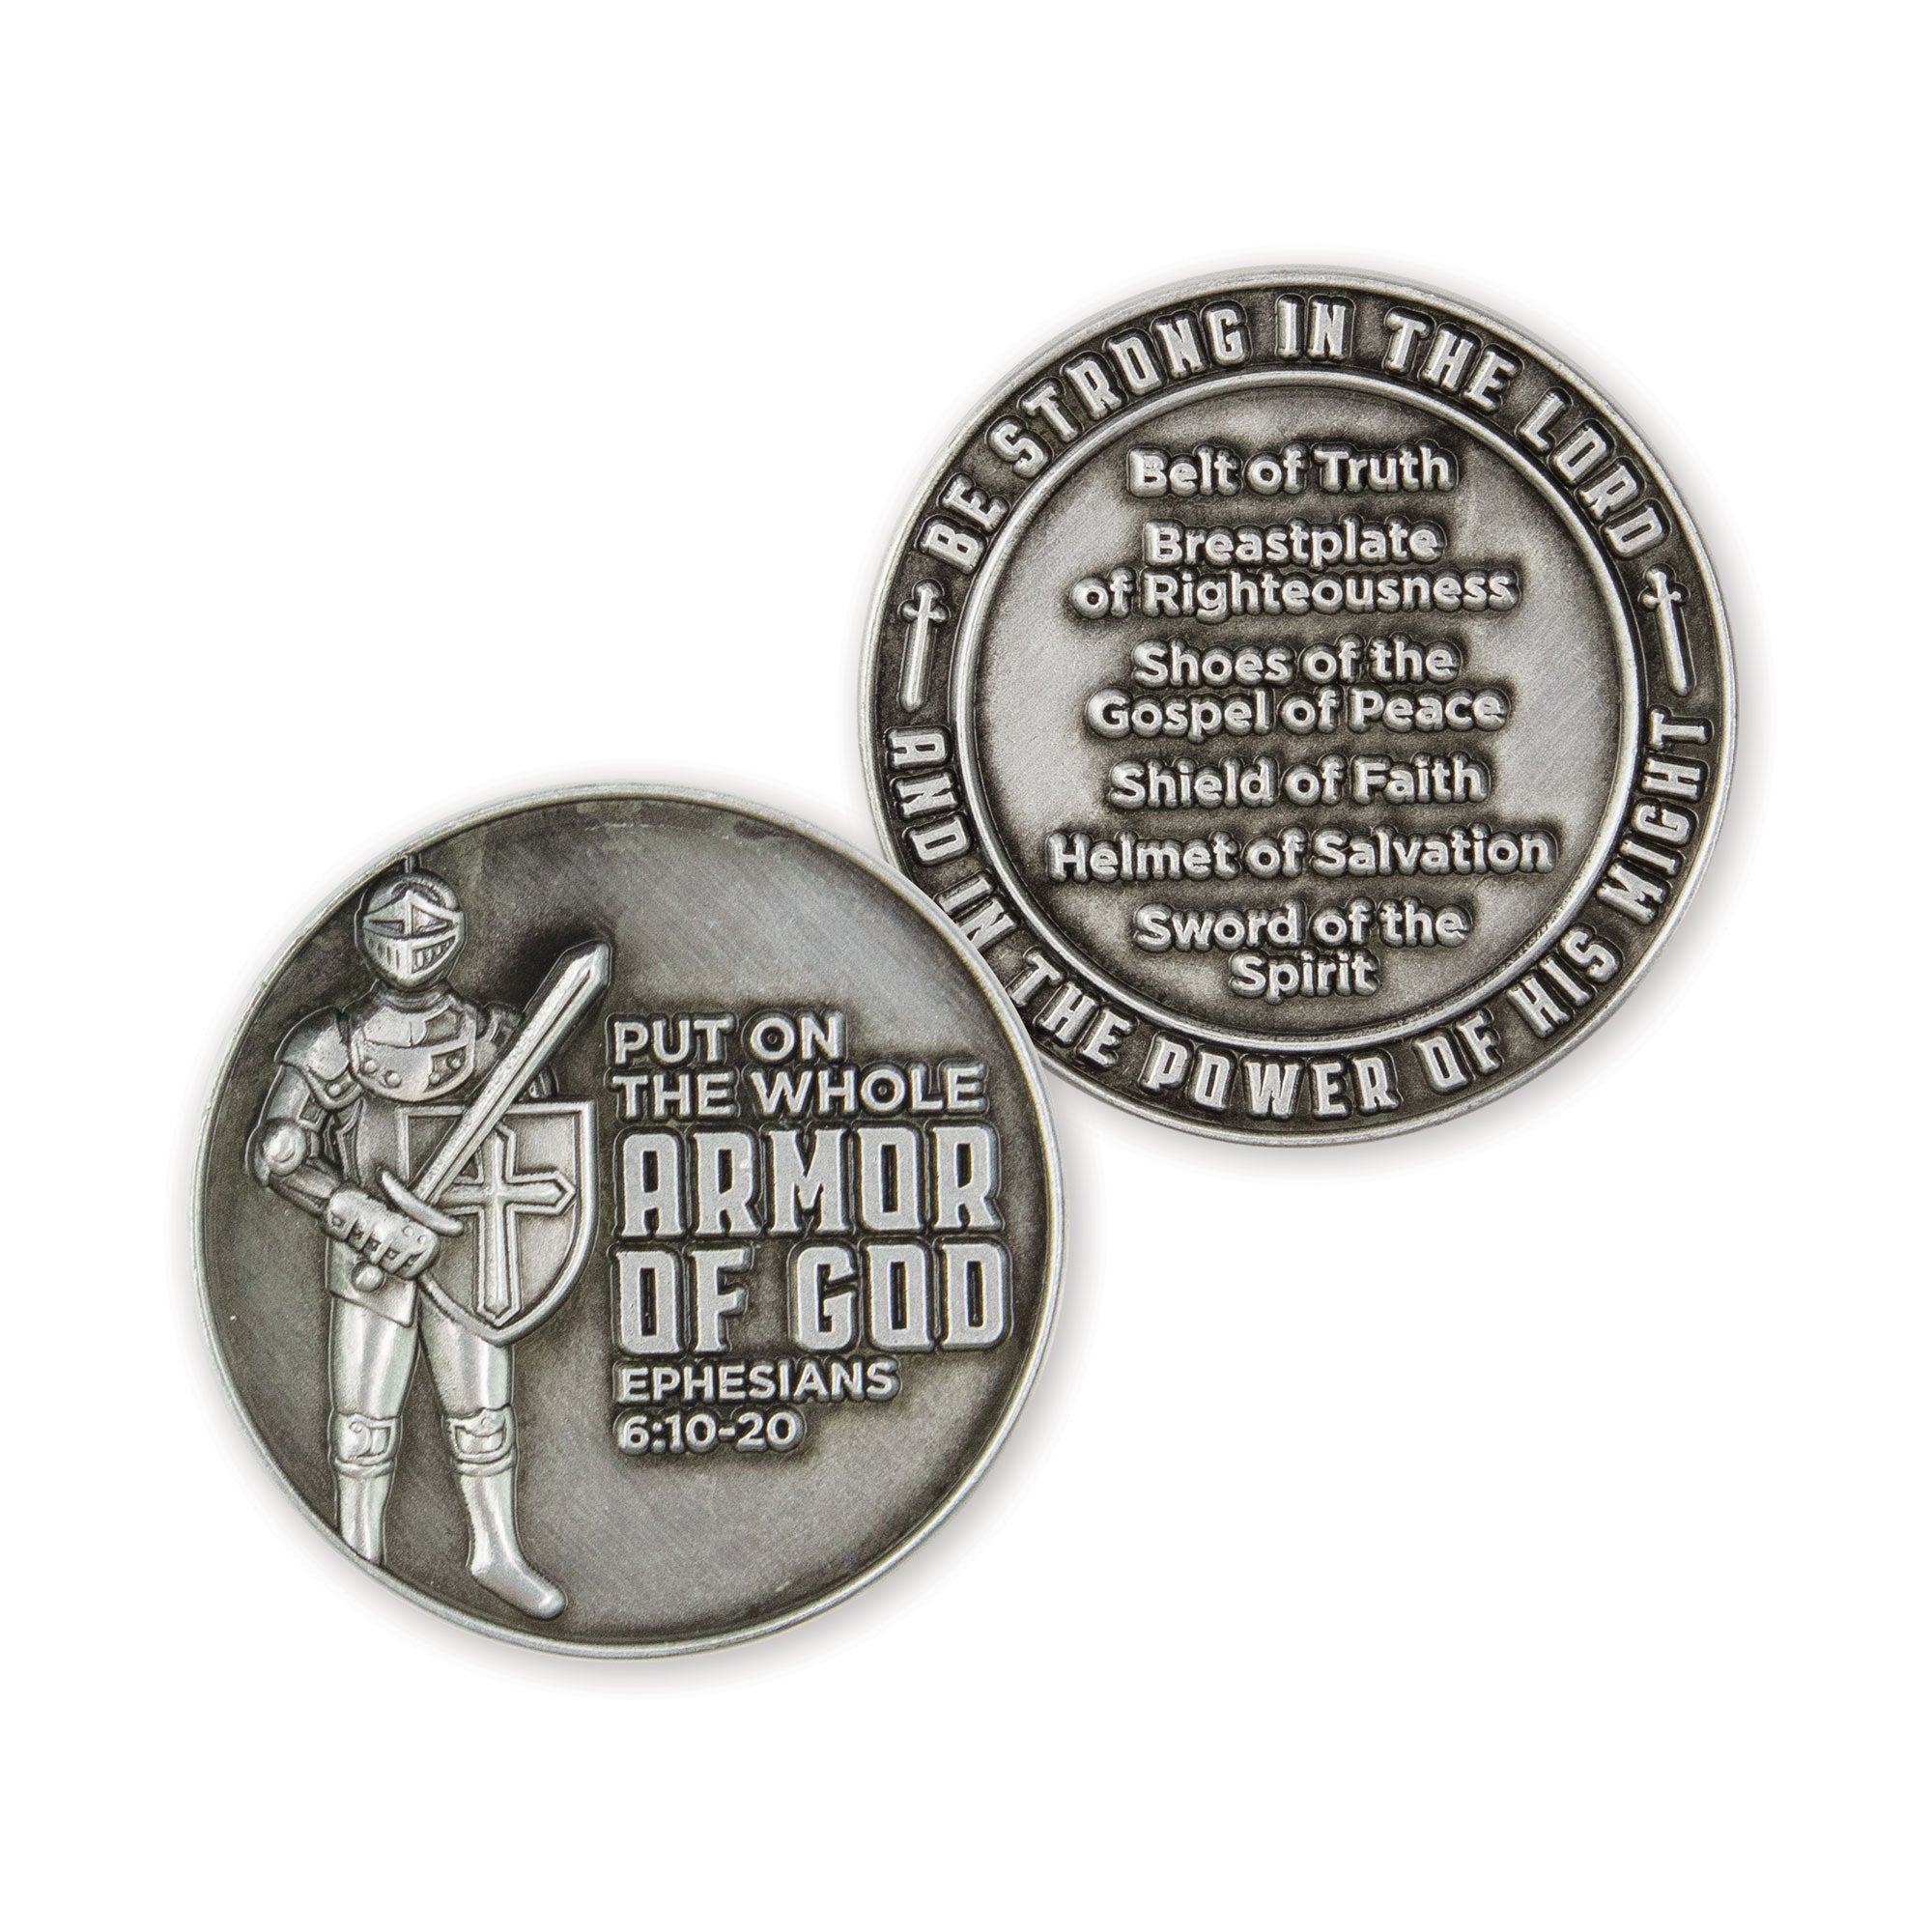 BE STRONG IN THE LORD
Belt of Truth
Breastplate
of Righteousness
Shoes of the
Gospel of Peace
Shield of Faith
Helmet of Salvation
Sword of the
Spirit
AND IN THE POWER OF HIS MIGHT
PUT ON
THE WHOLE
ARMOR
OF GOD
EPHESIANS
6:10-20